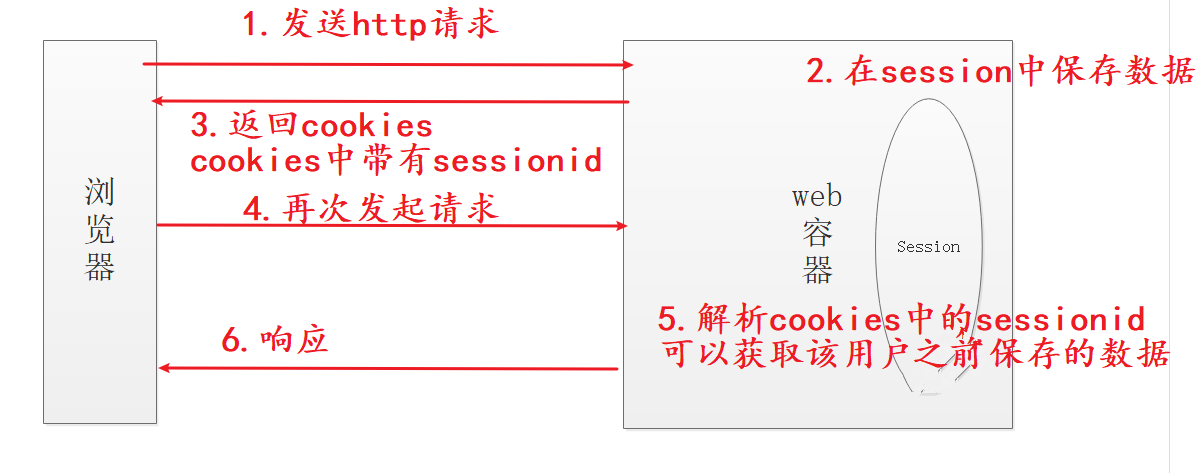 1.发送http请求
2.在session中保存数据
3.返回cookies
cookies中带有sessionid
浏
览
器
4.再次发起请求
web
容
器
Session
5.解析cookies中的sessionid
可以获取该用户之前保存的数据
6.响应